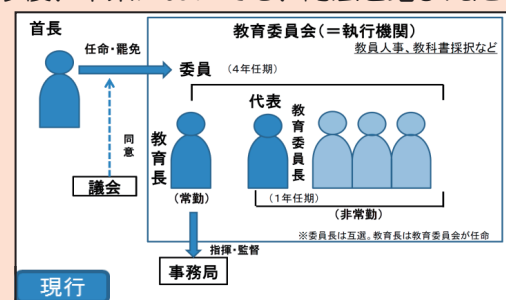 首長
任命・罷免
教育委員会(=執行機関)
教員人事、教科書採択など
委員 (4年任期)
同意
議会
教育長
(常勤)
代表
教育委員長
(1年任期)
(非常勤)
※委員長は互選。教育長は教育委員会が任命
指揮・監督
事務局
現行